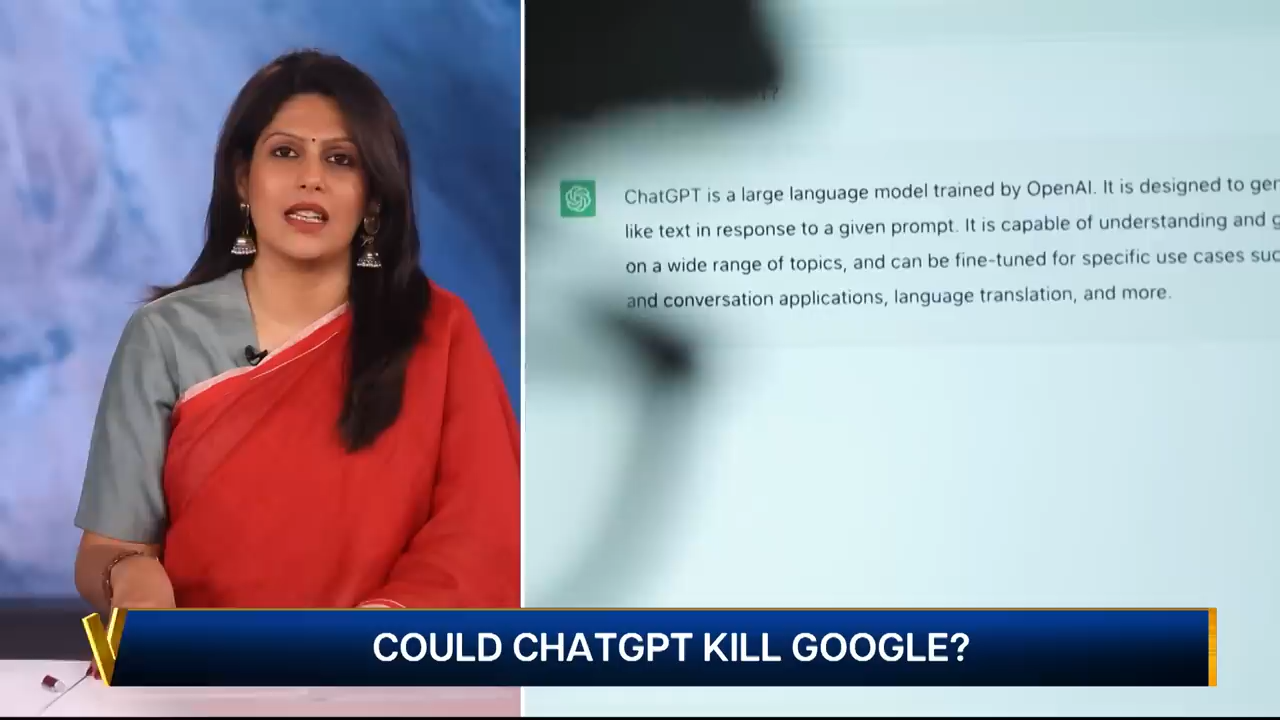 ChatGPT is a large language model trained by OpenAI. It is designed to ger
like text in response to a given prompt. It is capable of understanding and g
on a wide range of topics, and can be fine-tuned for specific use cases suc
and conversation applications, language translation, and more.
COULD CHATGPT KILL GOOGLE?